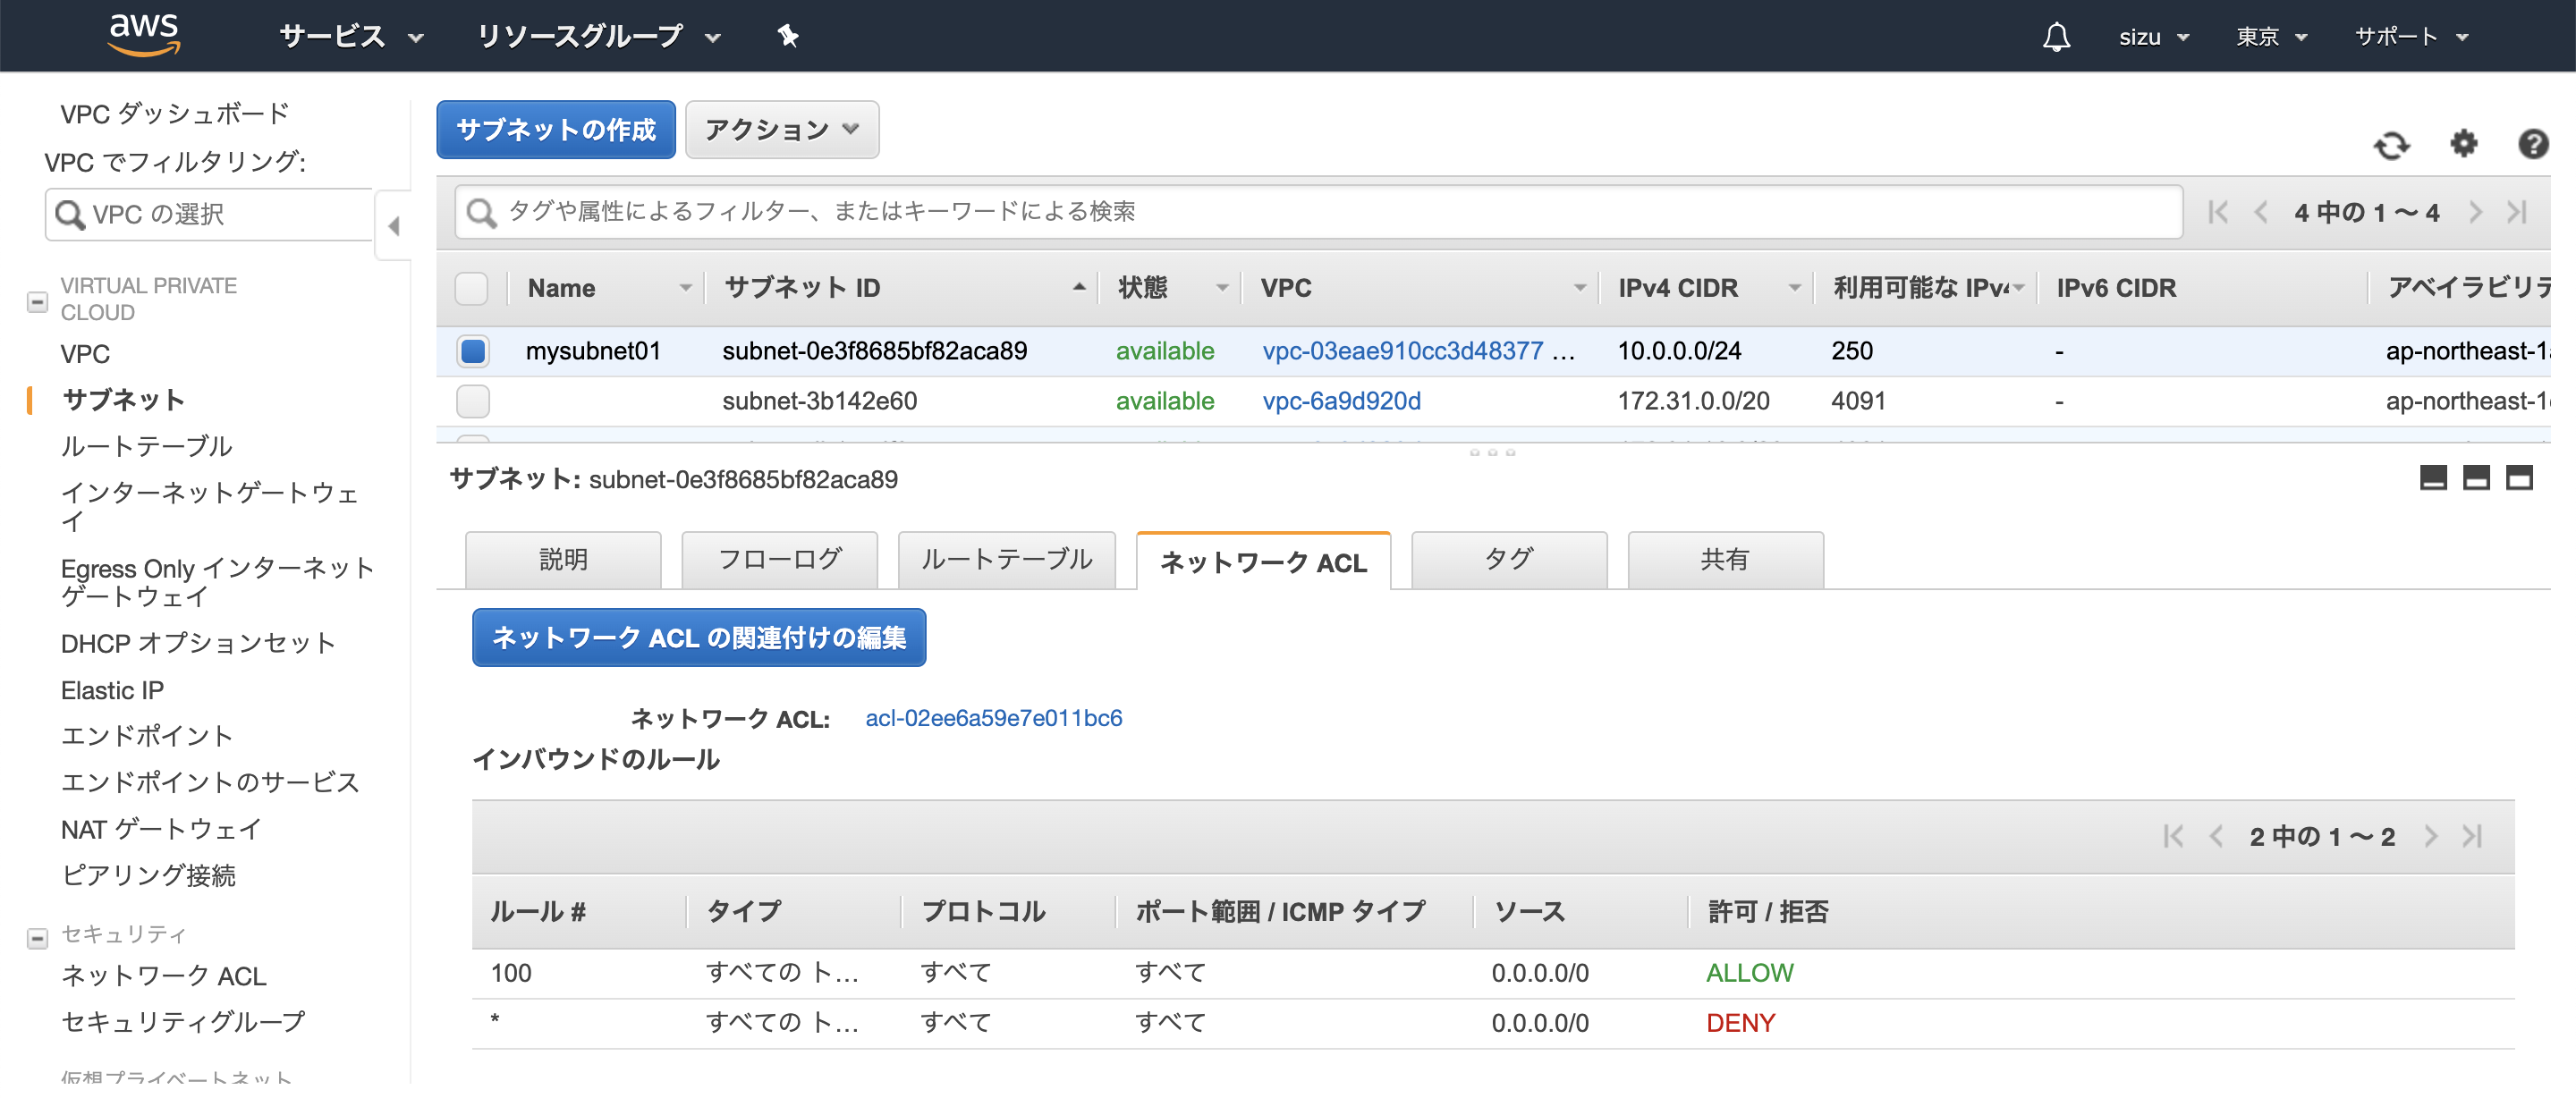 aws サービス リソースグループ sizu 東京 サポート
VPC ダッシュボード
VPC でフィルタリング:
VPC の選択
VIRTUAL PRIVATE
CLOUD
VPC
サブネット
ルートテーブル
インターネットゲートウェ
イ
Egress Only インターネット
ゲートウェイ
DHCP オプションセット
Elastic IP
エンドポイント
エンドポイントのサービス
NAT ゲートウェイ
ピアリング接続
セキュリティ
ネットワーク ACL
セキュリティグループ
仮想プライベートネット
サブネットの作成 アクション
タグや属性によるフィルター、またはキーワードによる検索 4 中の 1 ～ 4
Name サブネット ID 状態 VPC IPv4 CIDR 利用可能な IPv4 IPv6 CIDR アベイラビリテ
mysubnet01 subnet-0e3f8685bf82aca89 available vpc-03eae910cc3d48377 … 10.0.0.0/24 250 - ap-northeast-1a
subnet-3b142e60 available vpc-6a9d920d 172.31.0.0/20 4091 - ap-northeast-1
サブネット: subnet-0e3f8685bf82aca89
説明 フローログ ルートテーブル ネットワーク ACL タグ 共有
ネットワーク ACL の関連付けの編集
ネットワーク ACL: acl-02ee6a59e7e011bc6
インバウンドのルール
2 中の 1 ～ 2
ルール # タイプ プロトコル ポート範囲 / ICMP タイプ ソース 許可 / 拒否
100 すべての ト… すべて すべて 0.0.0.0/0 ALLOW
* すべての ト… すべて すべて 0.0.0.0/0 DENY